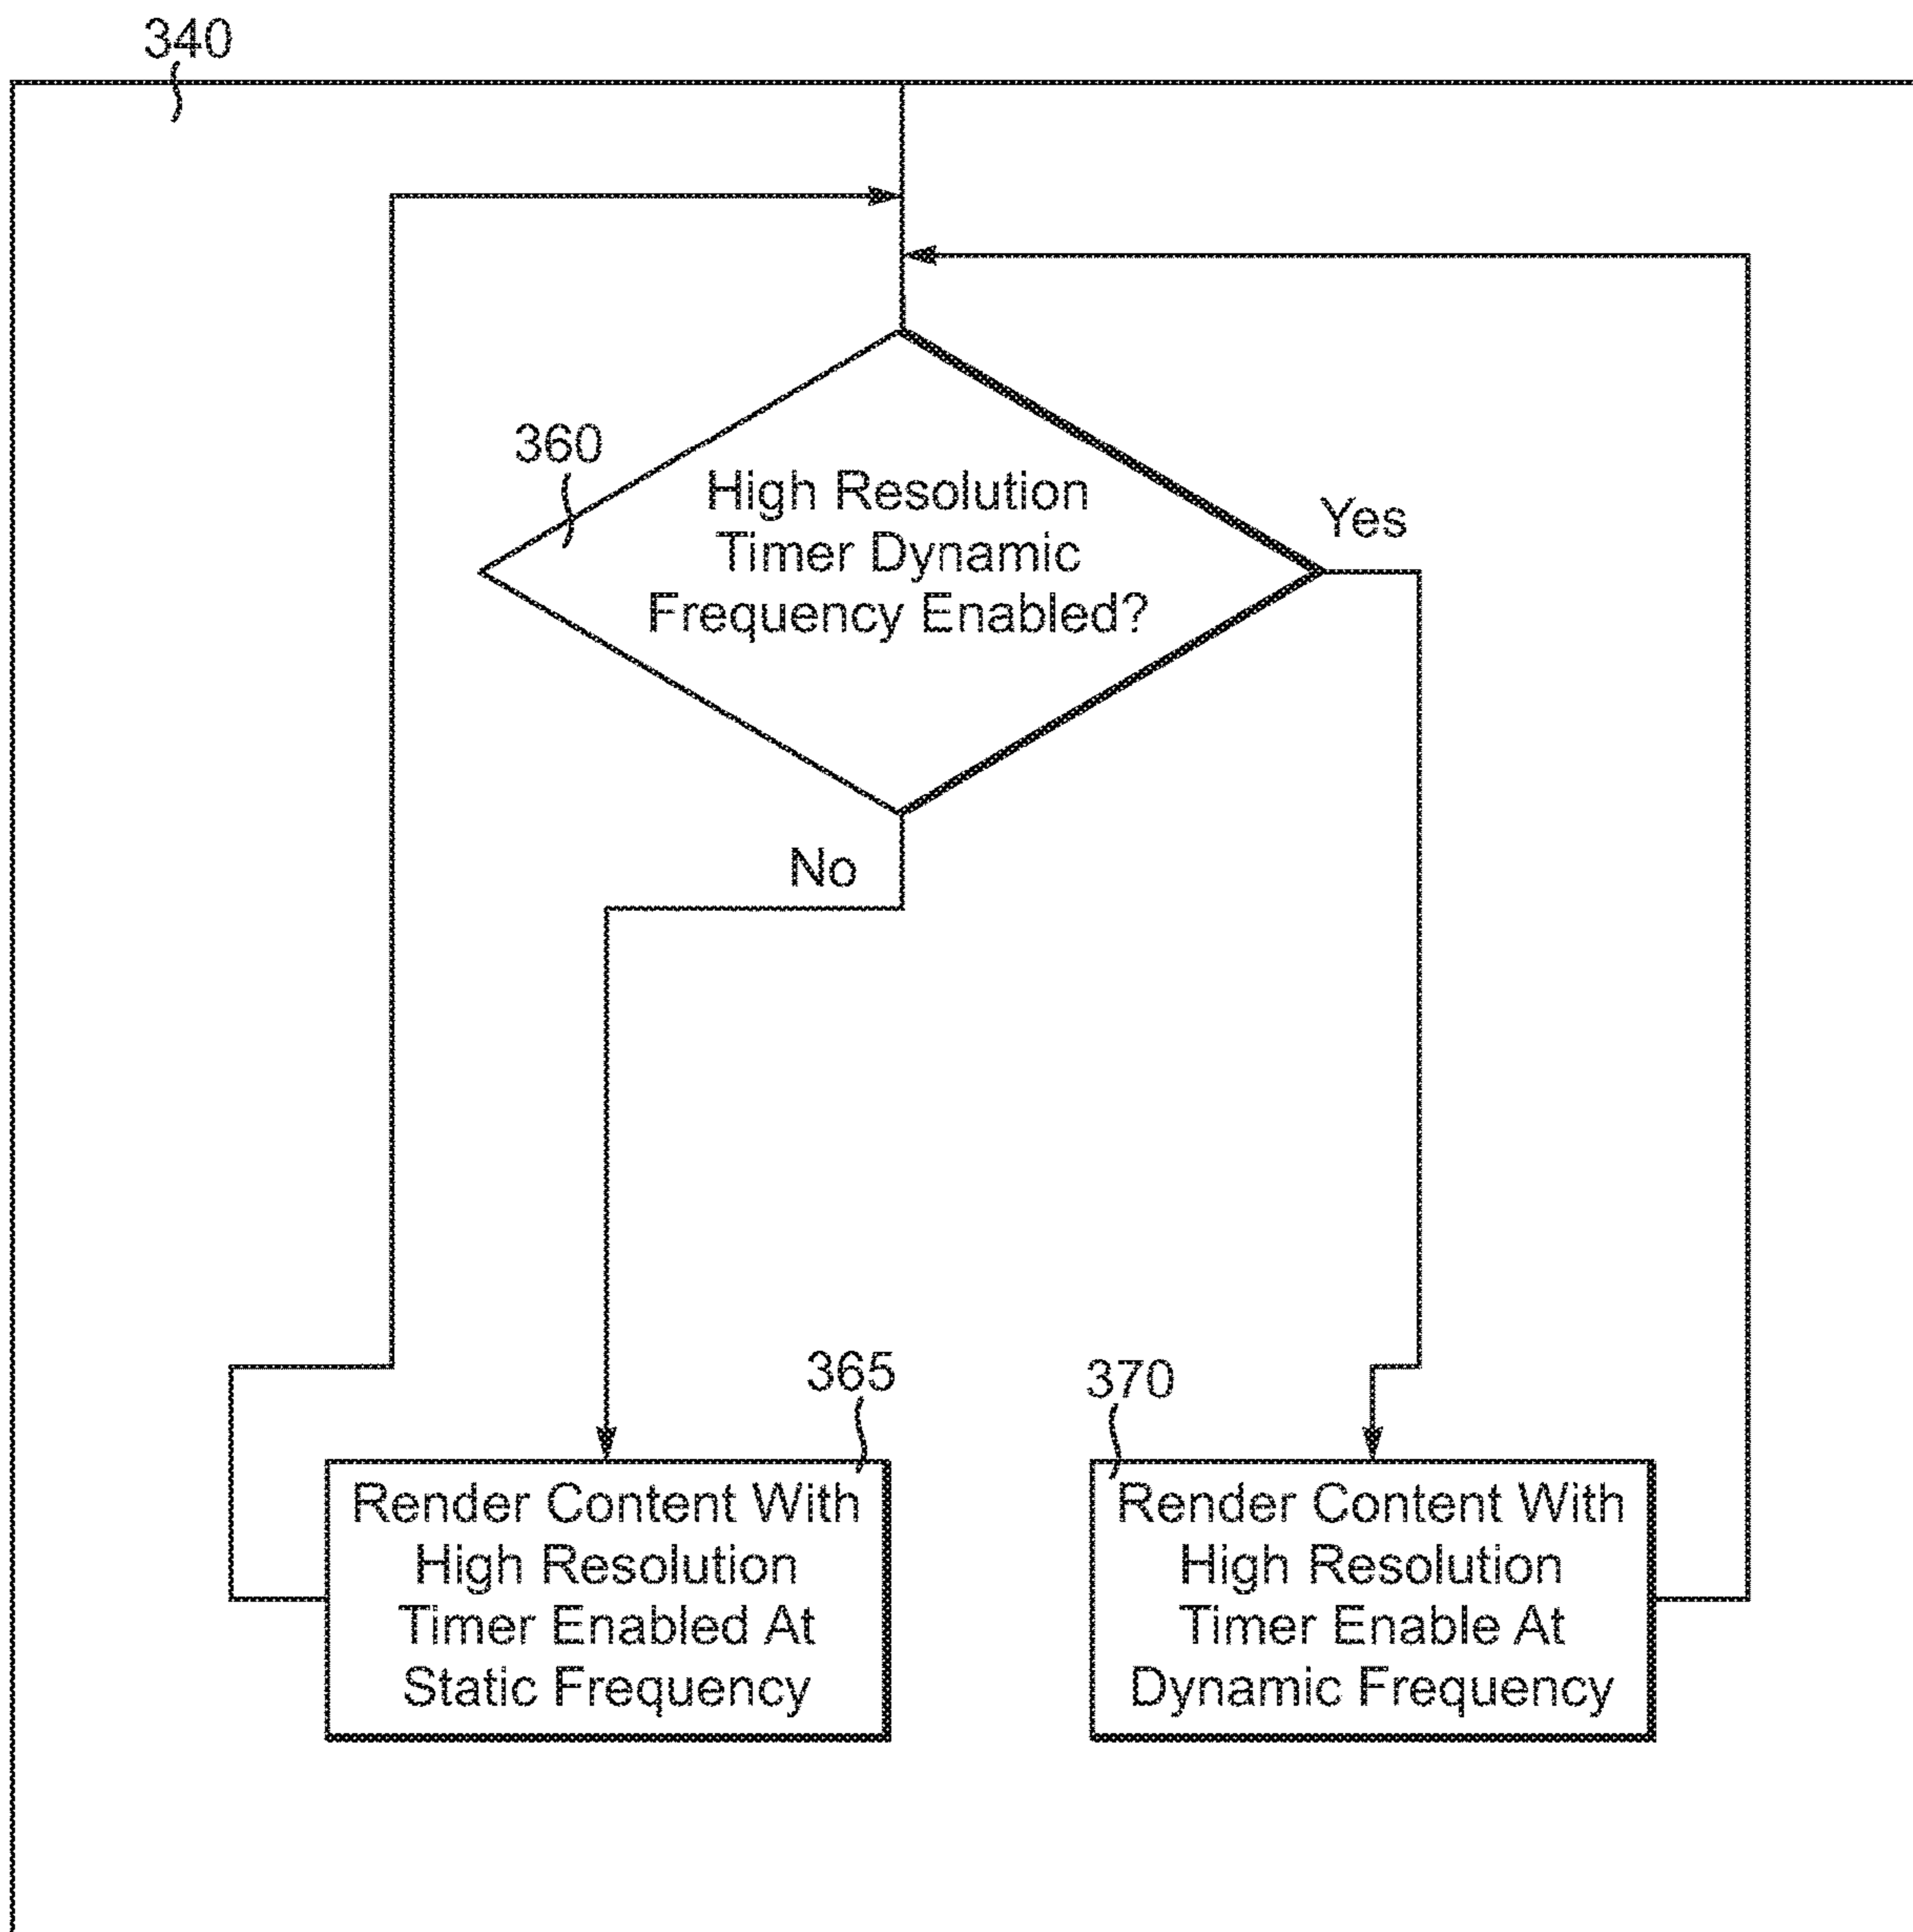 340
360
High Resolution
Timer Dynamic
Frequency Enabled?
Yes
No
365
370
Render Content With
High Resolution
Timer Enabled At
Static Frequency
Render Content With
High Resolution
Timer Enable At
Dynamic Frequency